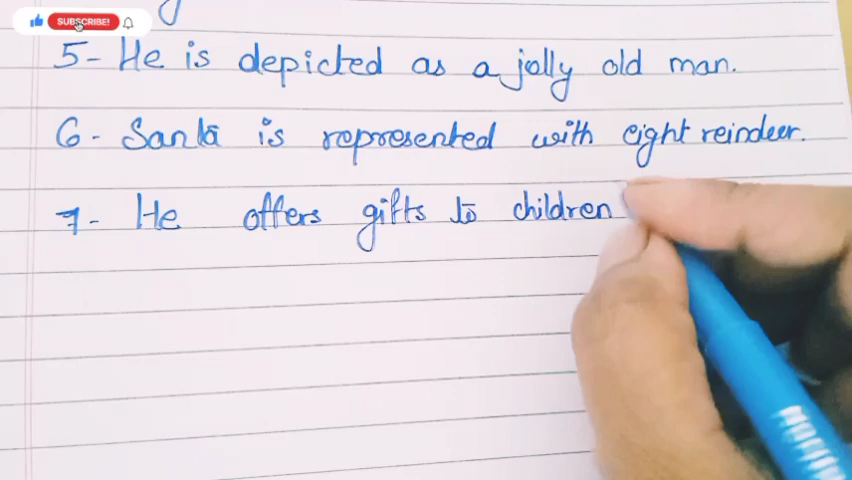 SUBSCRIBE!
5- He is depicted as a jolly old man.
6- Santa is represented with eight reindeer.
7- He offers gifts to children